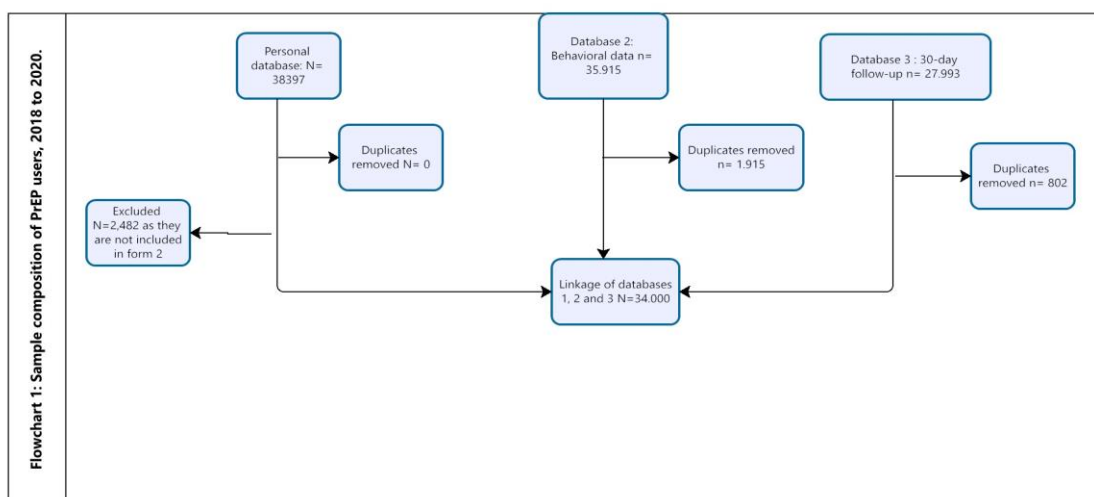 Flowchart 1: Sample composition of PrEP users, 2018 to 2020.
Personal
database: N=
38397
Database 2:
Behavioral data n=
35.915
Database 3 : 30-day
follow-up n= 27.993
Duplicates
removed N= 0
Duplicates removed
n= 1.915
Duplicates
removed n= 802
Excluded
N=2,482 as they
are not included
in form 2
Linkage of databases
1, 2 and 3 N=34.000